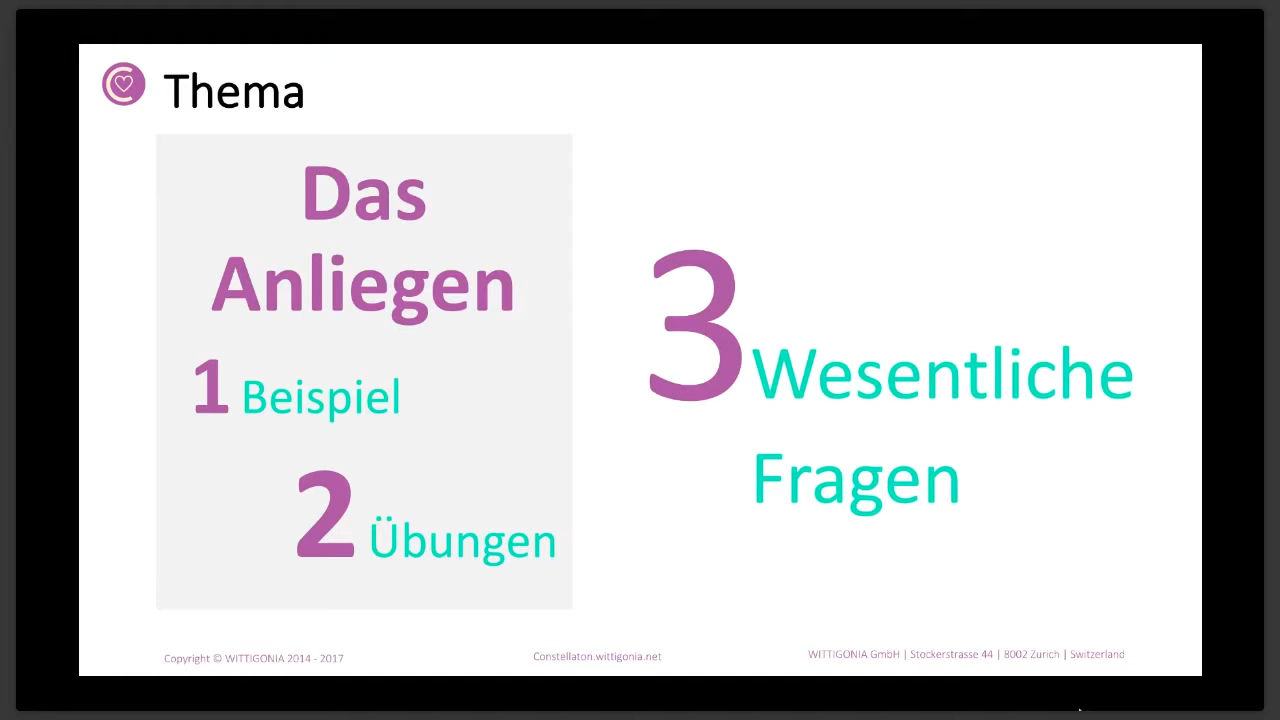 Thema
Das
Anliegen
1 Beispiel
2 Übungen
3 Wesentliche
Fragen
Copyright © WITTIGONIA 2014 - 2017
Constellaton.wittigonia.net
WITTIGONIA GmbH | Stockerstrasse 44 | 8002 Zurich | Switzerland